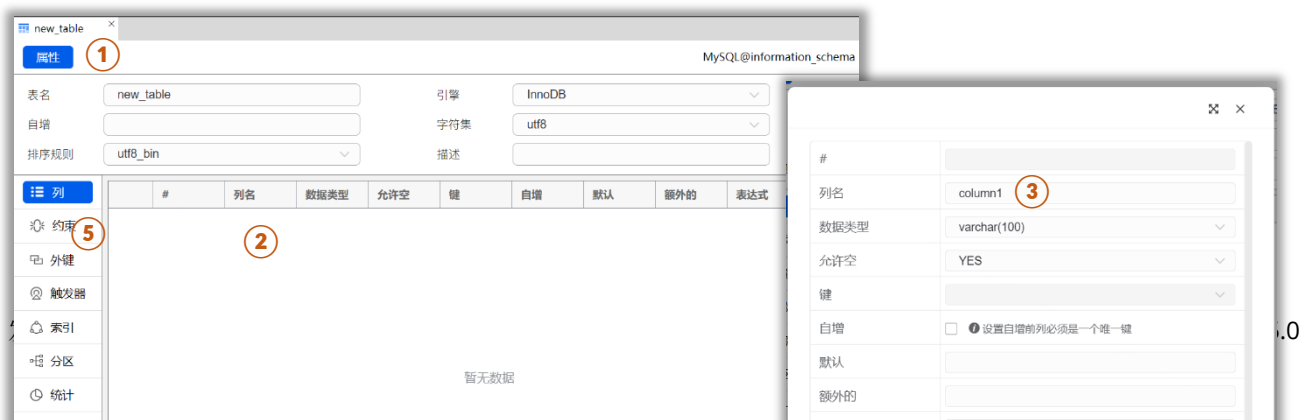 new_table ×
属性 ① MySQL@information_schema
表名 new_table 引擎 InnoDB
自增 字符集 utf8
排序规则 utf8_bin 描述
列 # 列名 数据类型 允许空 键 自增 默认 额外的 表达式
约束 ⑤
②
外键
触发器
索引
分区
统计
暂无数据
#
列名 column1 ③
数据类型 varchar(100)
允许空 YES
键
自增 设置自增前列必须是一个唯一键
默认
额外的
.0